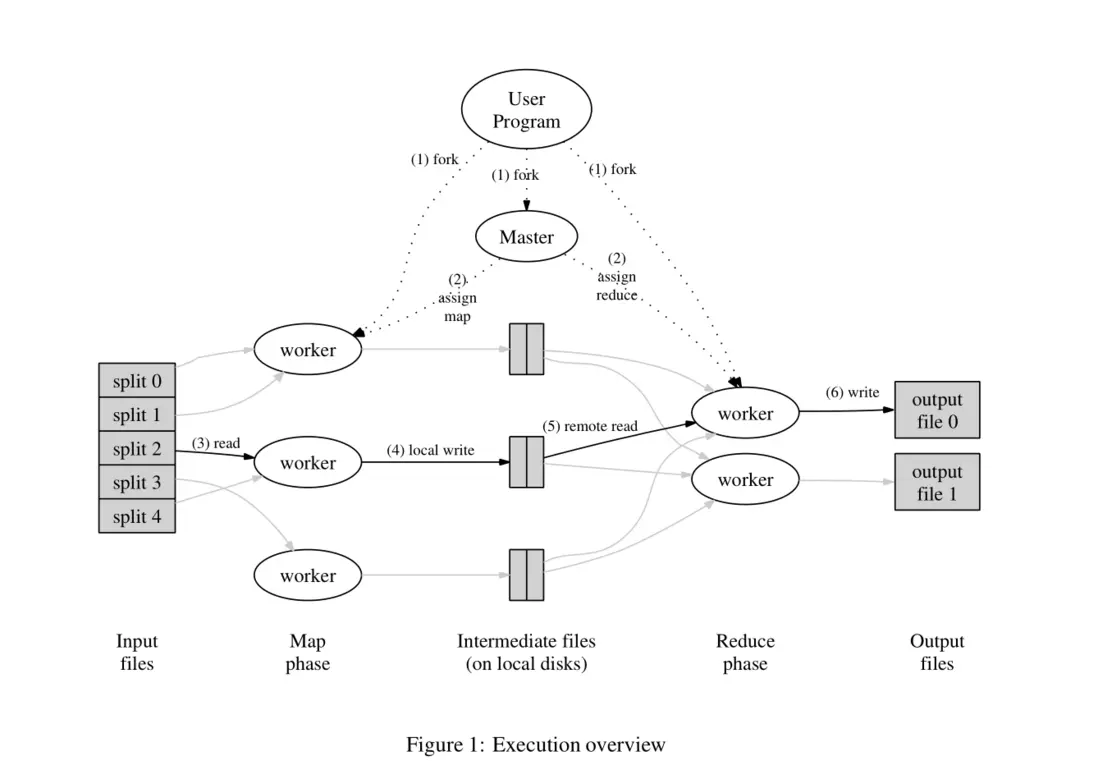 User
Program
(1) fork
(1) fork
(1) fork
Master
(2)
assign
map
(2)
assign
reduce
worker
split 0
split 1
split 2
split 3
split 4
(3) read
worker
(4) local write
(5) remote read
worker
(6) write
output
file 0
worker
output
file 1
worker
Input
files
Map
phase
Intermediate files
(on local disks)
Reduce
phase
Output
files
Figure 1: Execution overview